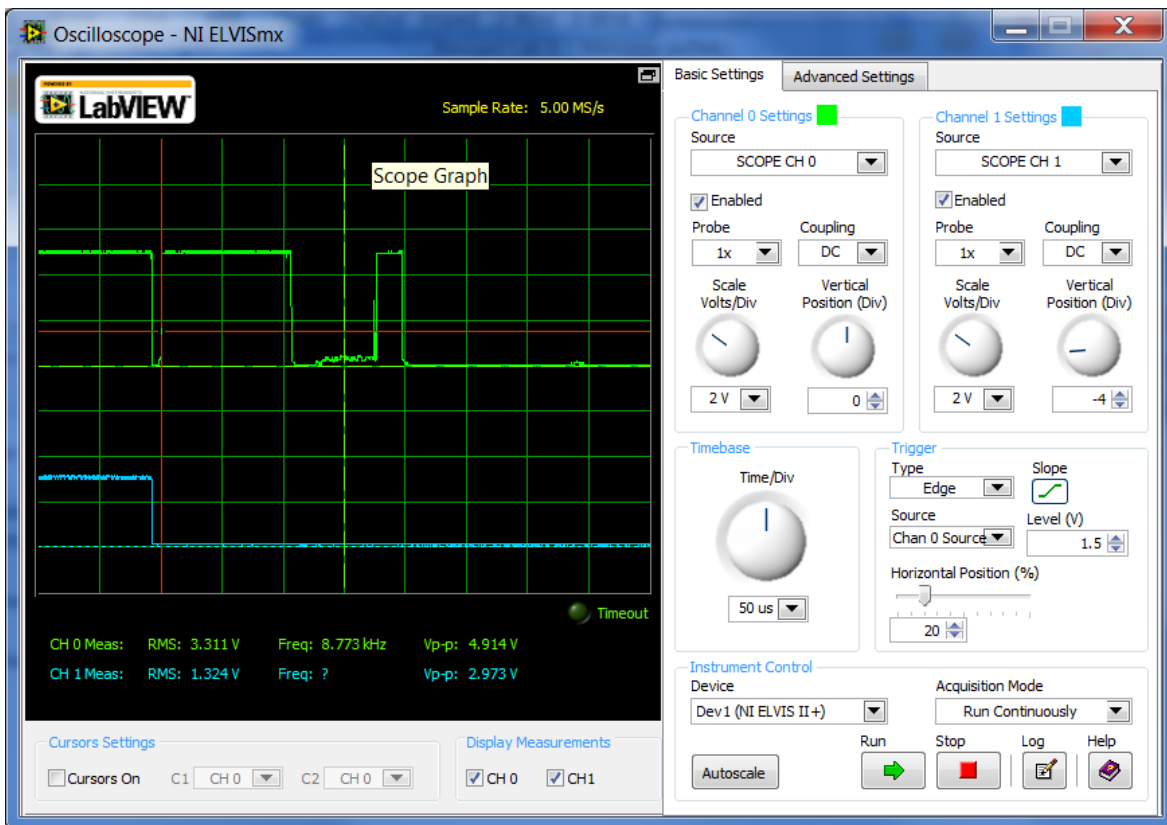 Oscilloscope - NI ELVISmx
POWERED BY
NATIONAL INSTRUMENTS
LabVIEW
Sample Rate: 5.00 MS/s
Scope Graph
Timeout
CH 0 Meas: RMS: 3.311 V Freq: 8.773 kHz Vp-p: 4.914 V
CH 1 Meas: RMS: 1.324 V Freq: ? Vp-p: 2.973 V
Cursors Settings
Cursors On C1 CH 0 C2 CH 0
Display Measurements
CH 0 CH1
Basic Settings Advanced Settings
Channel 0 Settings
Source
SCOPE CH 0
Enabled
Probe Coupling
1x DC
Scale Vertical
Volts/Div Position (Div)
2 V 0
Channel 1 Settings
Source
SCOPE CH 1
Enabled
Probe Coupling
1x DC
Scale Vertical
Volts/Div Position (Div)
2 V -4
Timebase
Time/Div
50 us
Trigger
Type Slope
Edge
Source Level (V)
Chan 0 Source 1.5
Horizontal Position (%)
20
Instrument Control
Device Acquisition Mode
Dev1 (NI ELVIS II+) Run Continuously
Run Stop Log Help
Autoscale